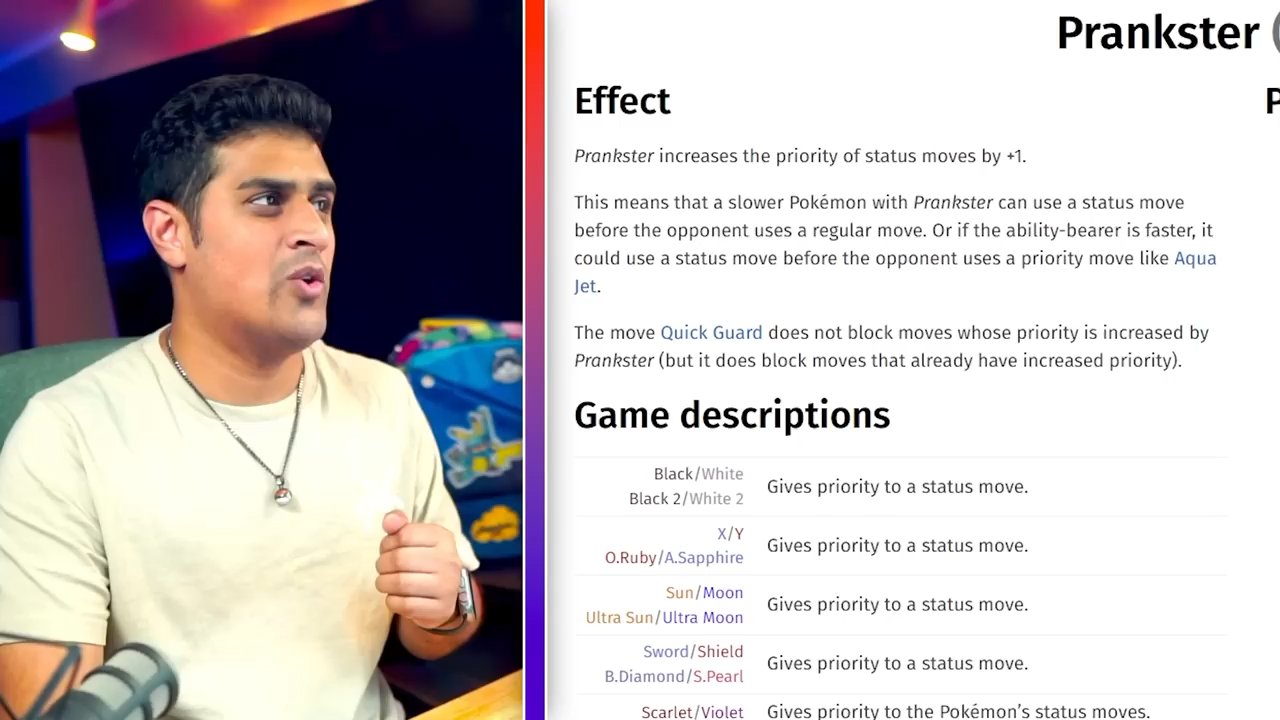 Prankster
Effect
Prankster increases the priority of status moves by +1.
This means that a slower Pokémon with Prankster can use a status move
before the opponent uses a regular move. Or if the ability-bearer is faster, it
could use a status move before the opponent uses a priority move like Aqua
Jet.
The move Quick Guard does not block moves whose priority is increased by
Prankster (but it does block moves that already have increased priority).
Game descriptions
Black/White
Black 2/White 2
Gives priority to a status move.
X/Y
O.Ruby/A.Sapphire
Gives priority to a status move.
Sun/Moon
Ultra Sun/Ultra Moon
Gives priority to a status move.
Sword/Shield
B.Diamond/S.Pearl
Gives priority to a status move.
Scarlet/Violet
Gives priority to the Pokémon's status moves.